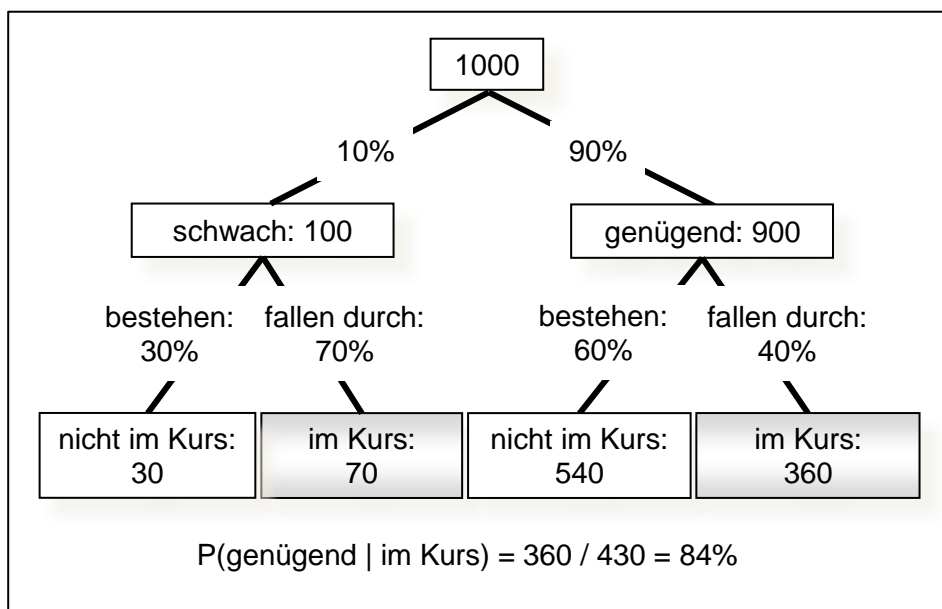 1000
10%
90%
schwach: 100
genügend: 900
bestehen:
30%
fallen durch:
70%
bestehen:
60%
fallen durch:
40%
nicht im Kurs:
30
im Kurs:
70
nicht im Kurs:
540
im Kurs:
360
P(genügend | im Kurs) = 360 / 430 = 84%